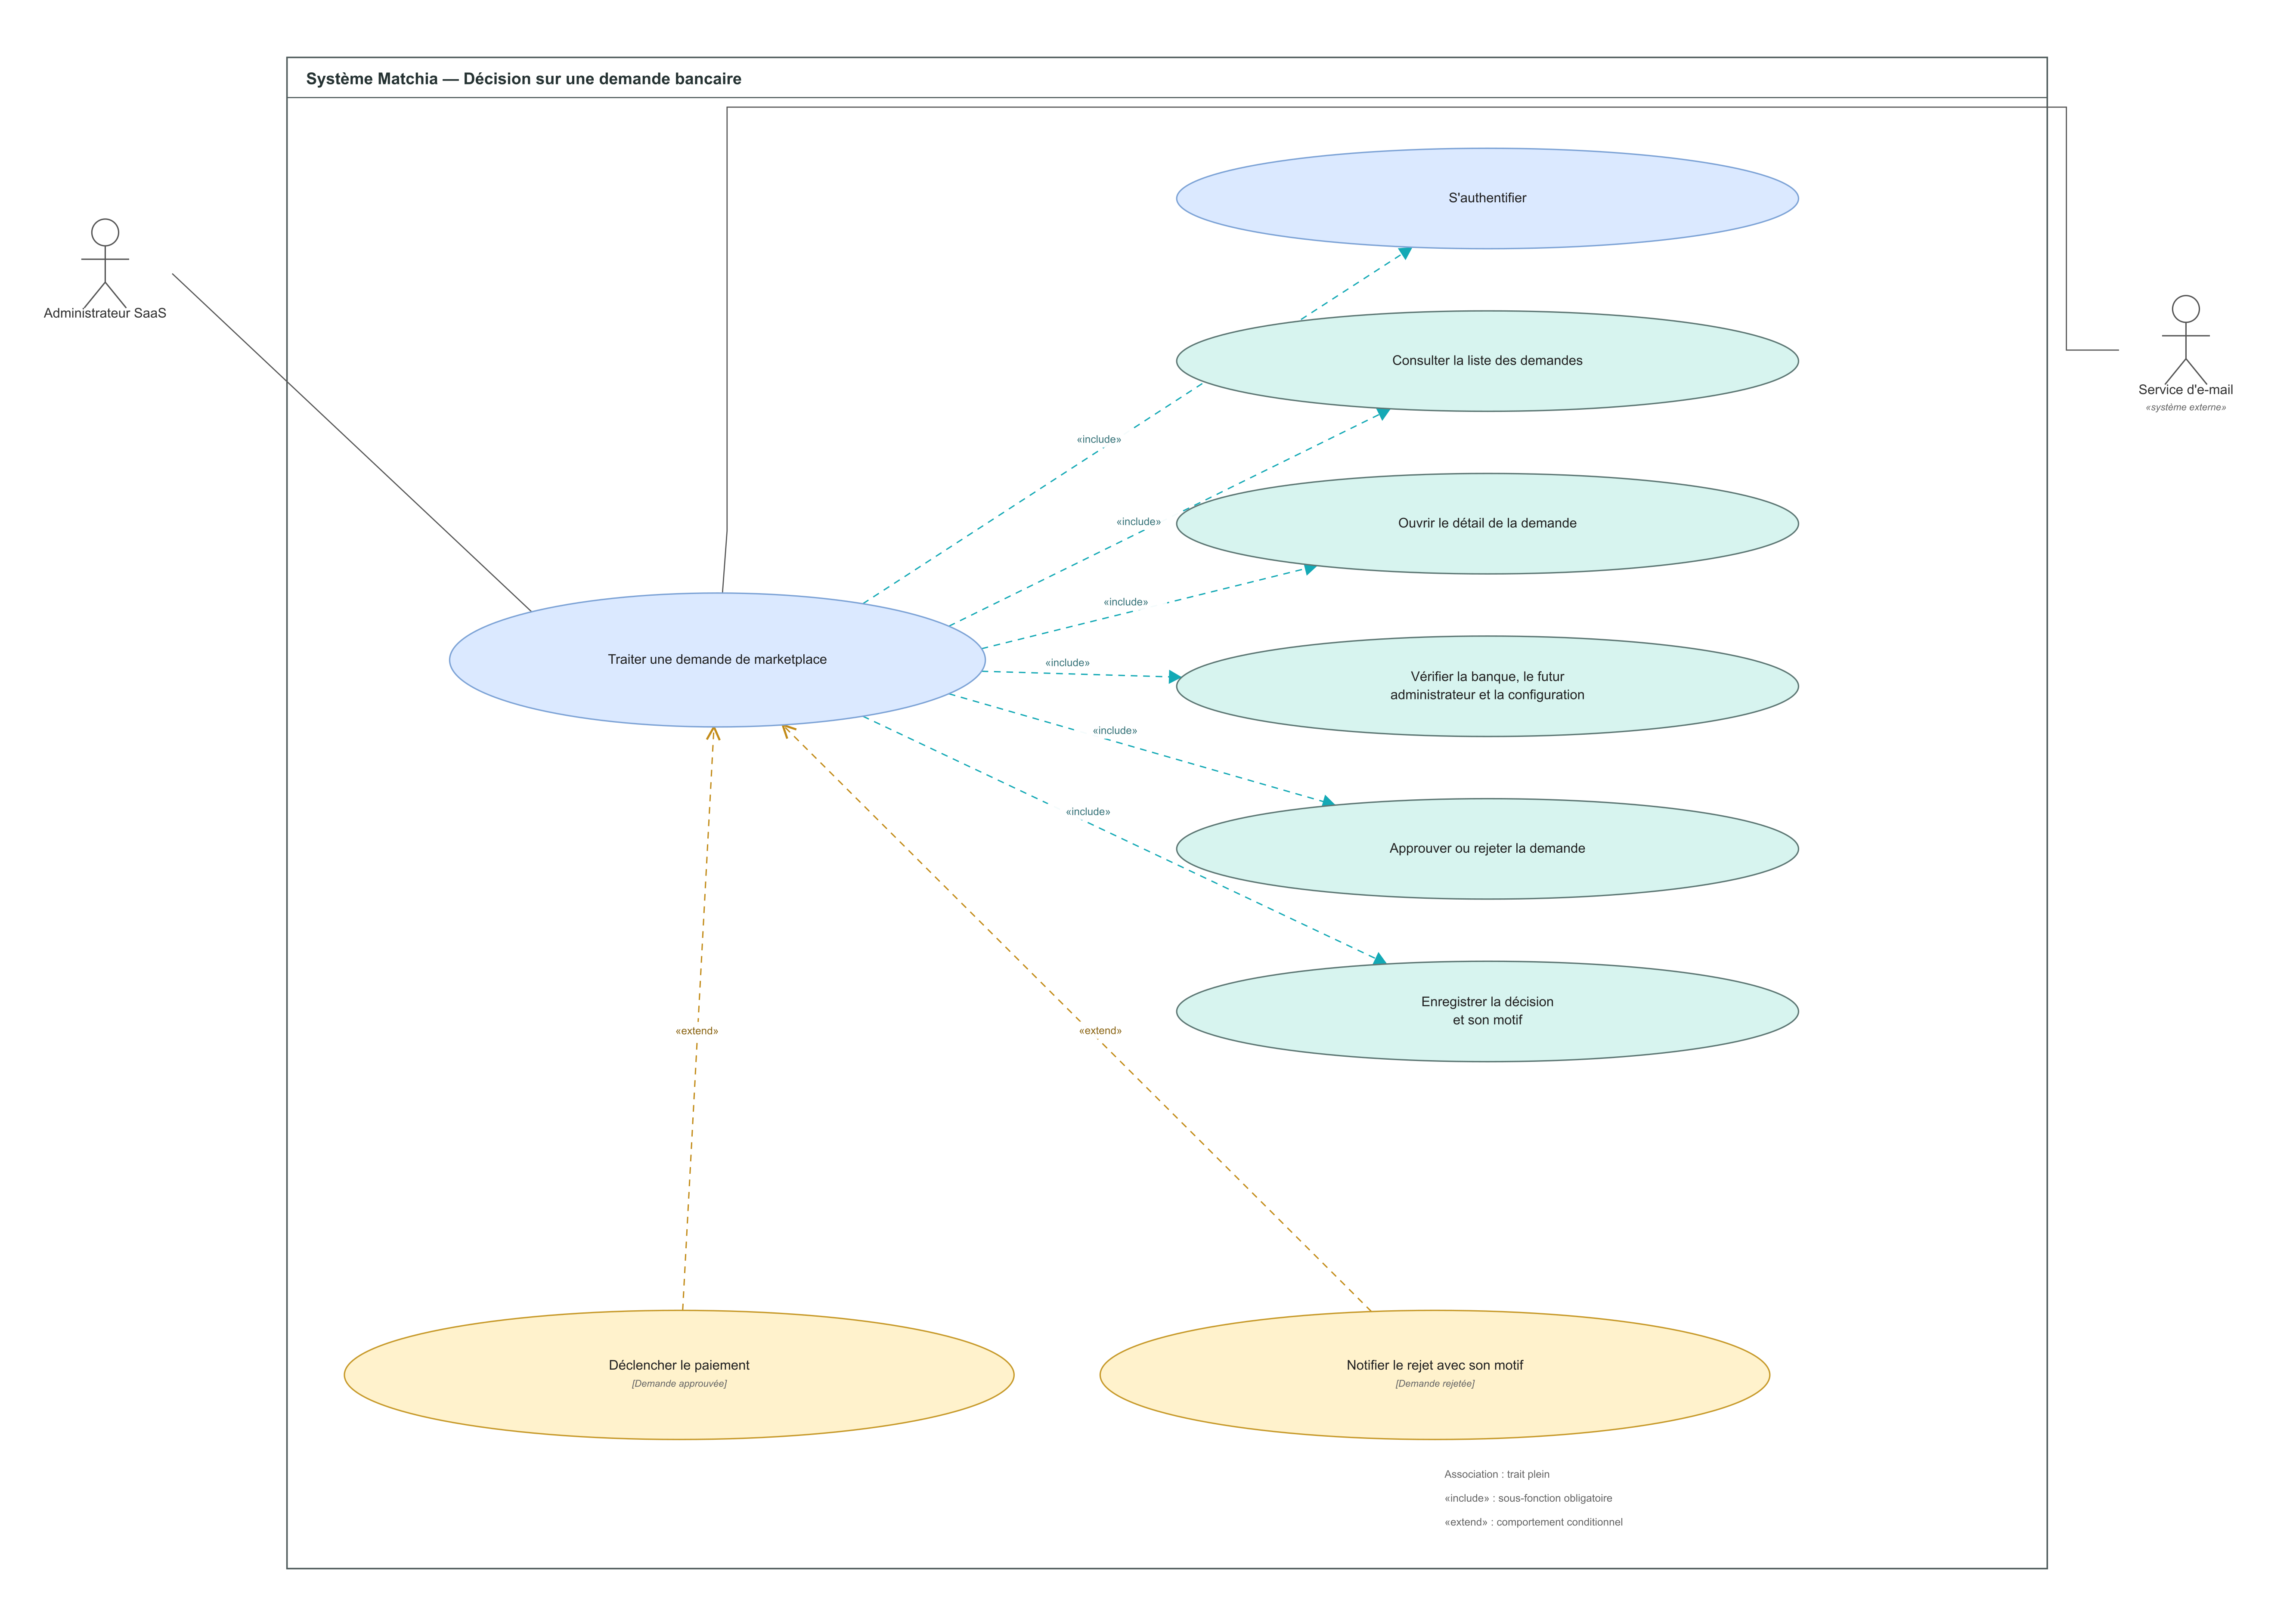 Système Matchia — Décision sur une demande bancaire
S'authentifier
Administrateur SaaS
Consulter la liste des demandes
Service d'e-mail
«système externe»
«include»
«include»
Ouvrir le détail de la demande
«include»
Traiter une demande de marketplace
«include»
Vérifier la banque, le futur
administrateur et la configuration
«include»
«include»
Approuver ou rejeter la demande
Enregistrer la décision
et son motif
«extend»
«extend»
Déclencher le paiement
[Demande approuvée]
Notifier le rejet avec son motif
[Demande rejetée]
Association : trait plein
«include» : sous-fonction obligatoire
«extend» : comportement conditionnel